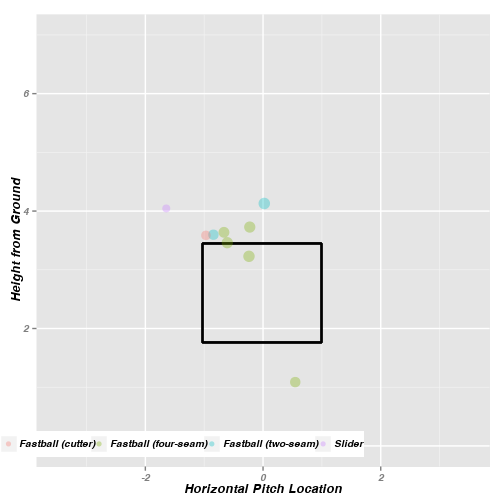 6
4
2
Height from Ground
Fastball (cutter) Fastball (four-seam) Fastball (two-seam) Slider
-2 0 2
Horizontal Pitch Location